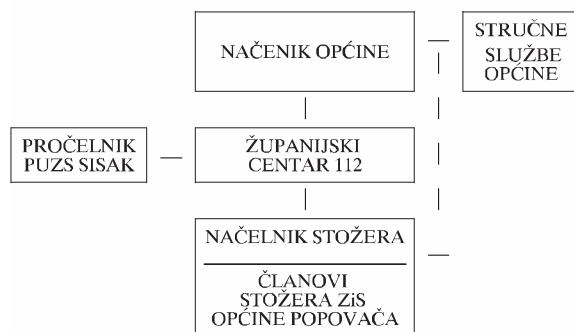 NAČENIK OPĆINE
STRUČNE
SLUŽBE
OPĆINE
PROČELNIK
PUZS SISAK
ŽUPANIJSKI
CENTAR 112
NAČELNIK STOŽERA
ČLANOVI
STOŽERA ZiS
OPĆINE POPOVAČA